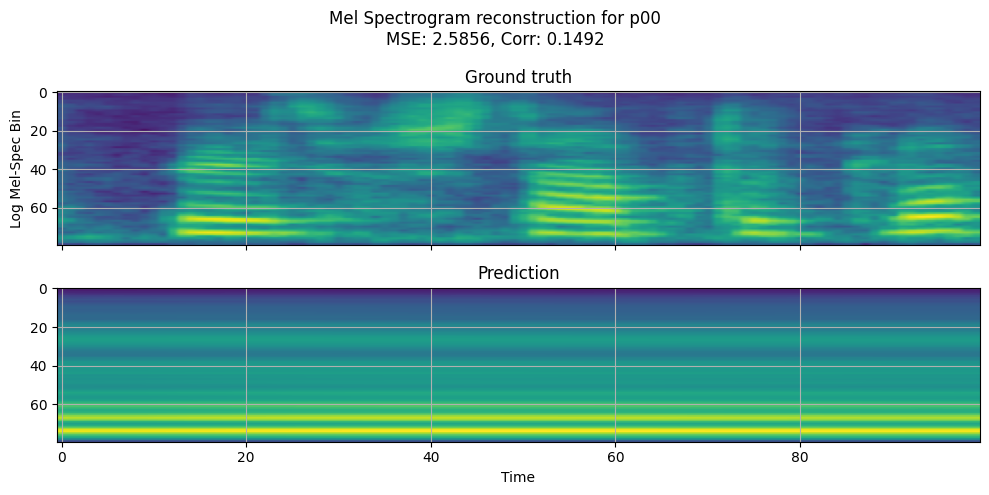 Mel Spectrogram reconstruction for p00
MSE: 2.5856, Corr: 0.1492
Ground truth
0
20
40
60
Log Mel-Spec Bin
Prediction
0
20
40
60
0 20 40 60 80
Time